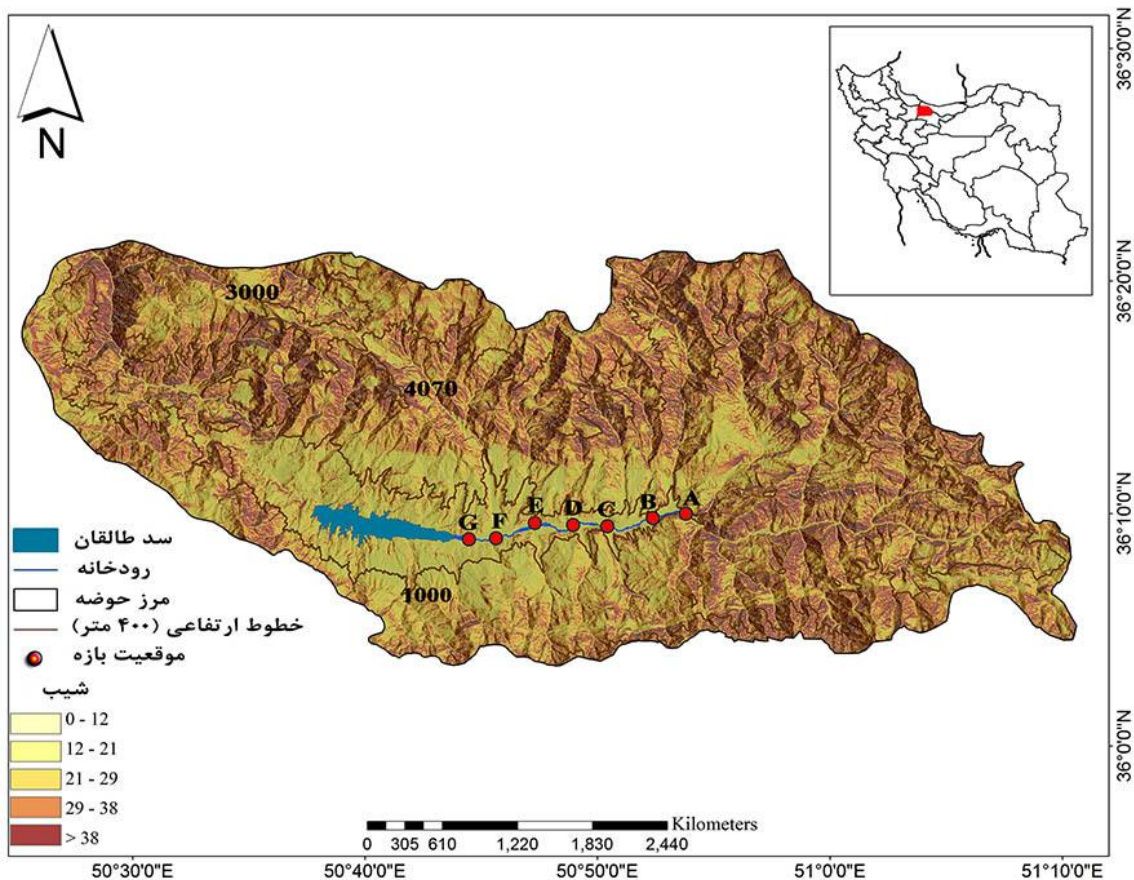 N
36°30'0"N
36°20'0"N
36°10'0"N
36°0'0"N
3000
4070
1000
G F E D C B A
سد طالقان
رودخانه
مرز حوضه
خطوط ارتفاعی (۴۰۰ متر)
موقعیت بازه
شیب
0 - 12
12 - 21
21 - 29
29 - 38
> 38
Kilometers
0 305 610 1,220 1,830 2,440
50°30'0"E 50°40'0"E 50°50'0"E 51°0'0"E 51°10'0"E